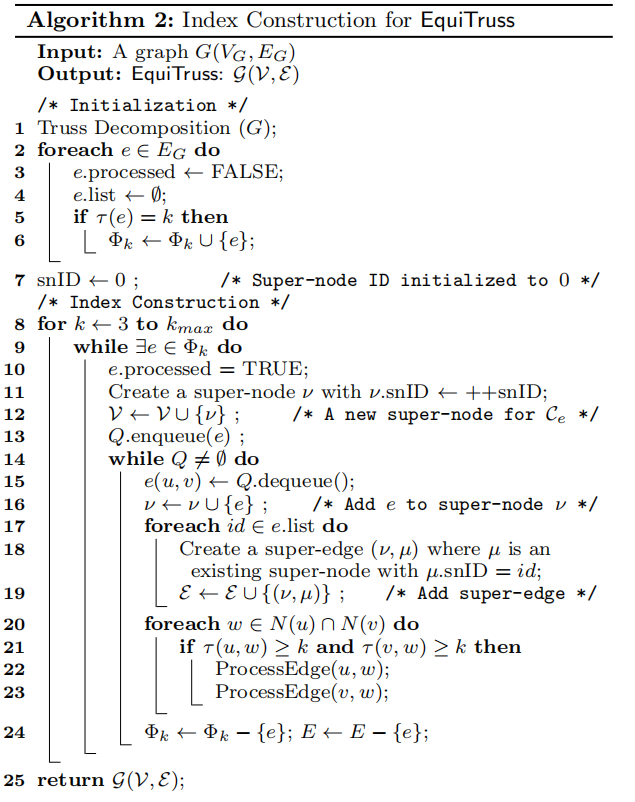 Algorithm 2: Index Construction for EquiTruss
Input: A graph G(V_G, E_G)
Output: EquiTruss: 𝒢(𝒱, ℰ)
/* Initialization */
1 Truss Decomposition (G);
2 foreach e ∈ E_G do
3 e.processed ← FALSE;
4 e.list ← ∅;
5 if τ(e) = k then
6 Φ_k ← Φ_k ∪ {e};
7 snID ← 0 ; /* Super-node ID initialized to 0 */
/* Index Construction */
8 for k ← 3 to k_max do
9 while ∃e ∈ Φ_k do
10 e.processed = TRUE;
11 Create a super-node ν with ν.snID ← ++snID;
12 𝒱 ← 𝒱 ∪ {ν} ; /* A new super-node for 𝒞_e */
13 Q.enqueue(e) ;
14 while Q ≠ ∅ do
15 e(u, v) ← Q.dequeue();
16 ν ← ν ∪ {e} ; /* Add e to super-node ν */
17 foreach id ∈ e.list do
18 Create a super-edge (ν, μ) where μ is an
existing super-node with μ.snID = id;
19 ℰ ← ℰ ∪ {(ν, μ)} ; /* Add super-edge */
20 foreach w ∈ N(u) ∩ N(v) do
21 if τ(u, w) ≥ k and τ(v, w) ≥ k then
22 ProcessEdge(u, w);
23 ProcessEdge(v, w);
24 Φ_k ← Φ_k − {e}; E ← E − {e};
25 return 𝒢(𝒱, ℰ);